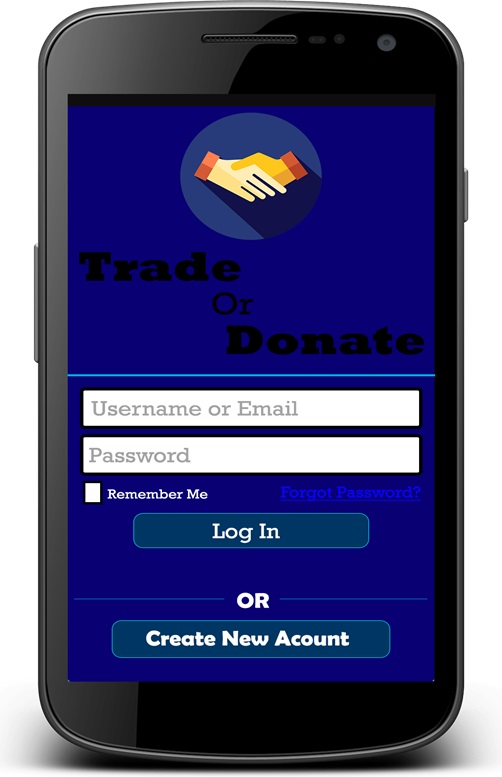 Trade
Or
Donate
Username or Email
Password
Remember Me Forgot Password?
Log In
OR
Create New Acount